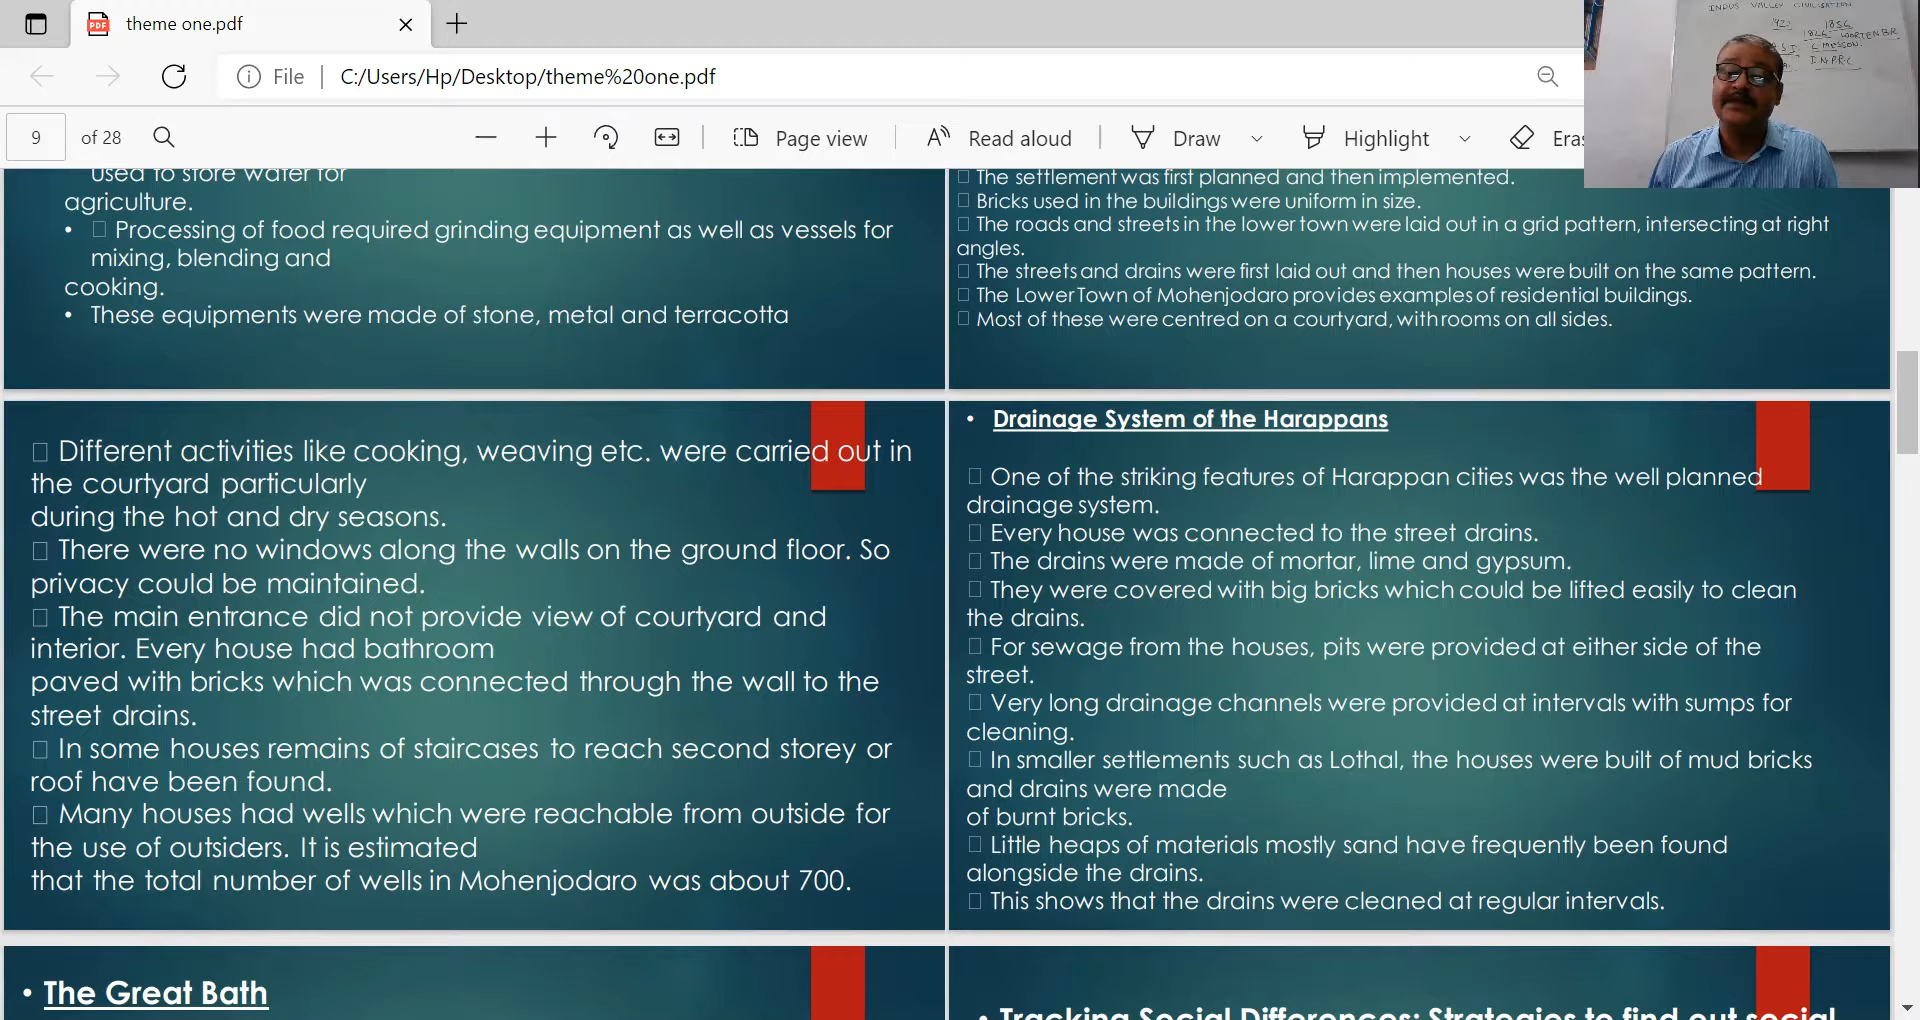 theme one.pdf
File
C:/Users/Hp/Desktop/theme%20one.pdf
9 of 28
Page view
Read aloud
Draw
Highlight
Eras
INDUS VALLEY CIVILISATION
1856
used to store water for
agriculture.
• Processing of food required grinding equipment as well as vessels for
mixing, blending and
cooking.
• These equipments were made of stone, metal and terracotta
The settlement was first planned and then implemented.
Bricks used in the buildings were uniform in size.
The roads and streets in the lower town were laid out in a grid pattern, intersecting at right
angles.
The streets and drains were first laid out and then houses were built on the same pattern.
The Lower Town of Mohenjodaro provides examples of residential buildings.
Most of these were centred on a courtyard, with rooms on all sides.
Different activities like cooking, weaving etc. were carried out in
the courtyard particularly
during the hot and dry seasons.
There were no windows along the walls on the ground floor. So
privacy could be maintained.
The main entrance did not provide view of courtyard and
interior. Every house had bathroom
paved with bricks which was connected through the wall to the
street drains.
In some houses remains of staircases to reach second storey or
roof have been found.
Many houses had wells which were reachable from outside for
the use of outsiders. It is estimated
that the total number of wells in Mohenjodaro was about 700.
• Drainage System of the Harappans
One of the striking features of Harappan cities was the well planned
drainage system.
Every house was connected to the street drains.
The drains were made of mortar, lime and gypsum.
They were covered with big bricks which could be lifted easily to clean
the drains.
For sewage from the houses, pits were provided at either side of the
street.
Very long drainage channels were provided at intervals with sumps for
cleaning.
In smaller settlements such as Lothal, the houses were built of mud bricks
and drains were made
of burnt bricks.
Little heaps of materials mostly sand have frequently been found
alongside the drains.
This shows that the drains were cleaned at regular intervals.
• The Great Bath
• Tracking Social Differences: Strategies to find out social